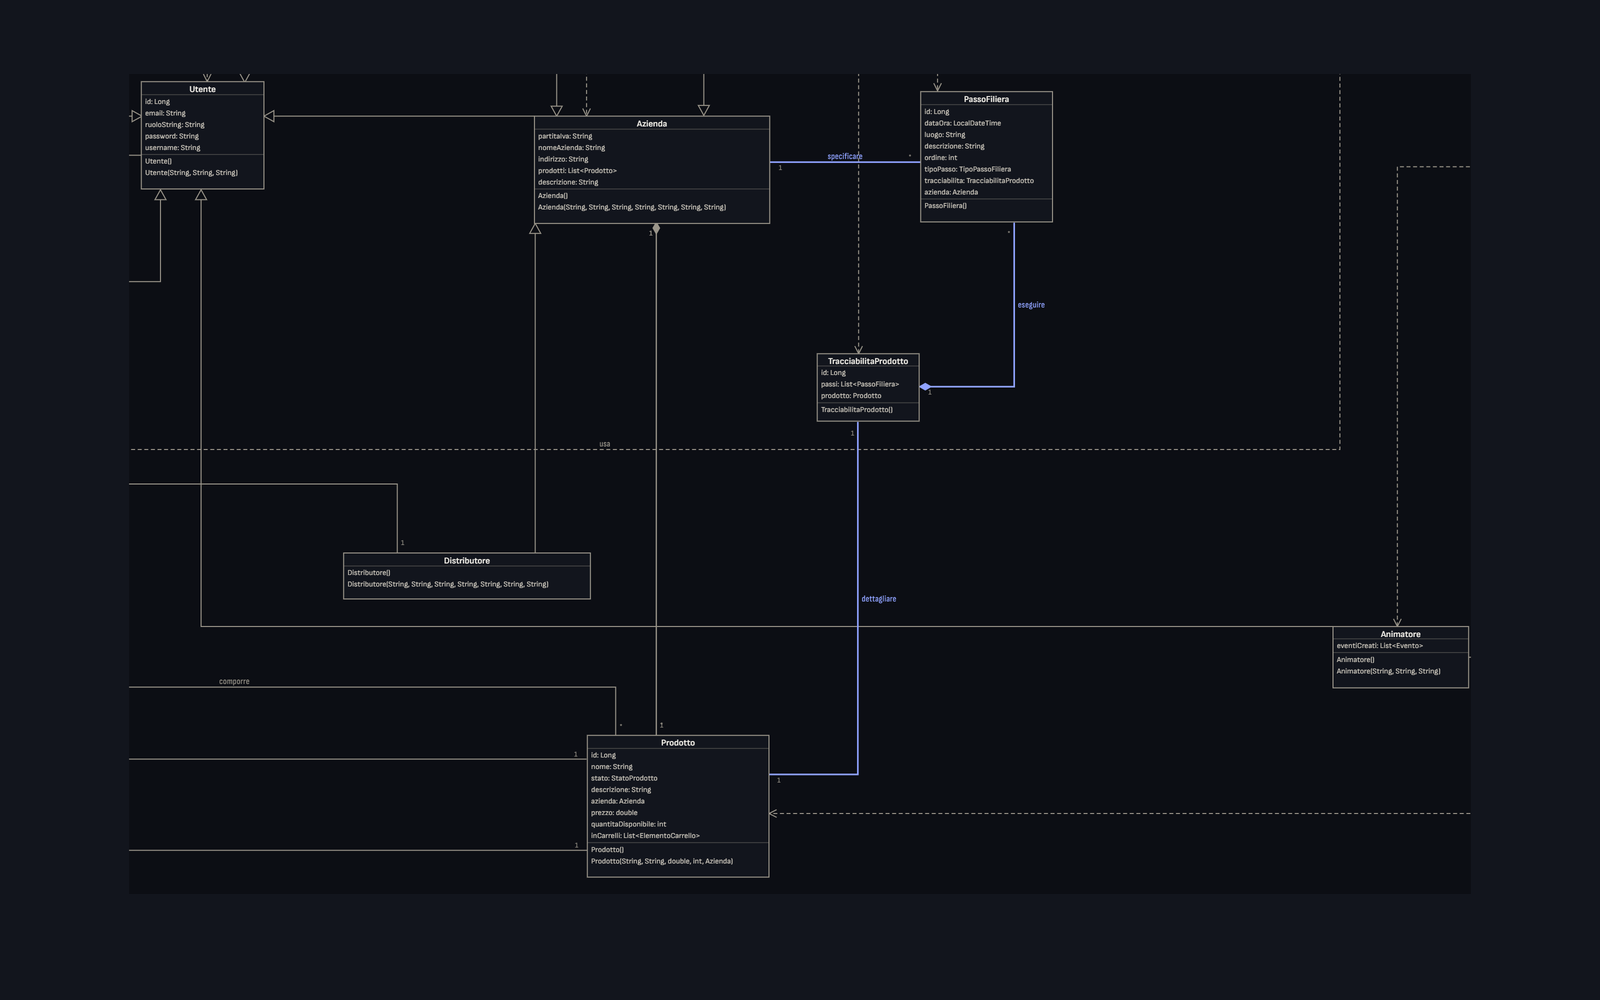 Utente
id: Long
email: String
ruoloString: String
password: String
username: String
Utente()
Utente(String, String, String)
Azienda
partitaIva: String
nomeAzienda: String
indirizzo: String
prodotti: List<Prodotto>
descrizione: String
Azienda()
Azienda(String, String, String, String, String, String, String)
specificare
*
1
PassoFiliera
id: Long
dataOra: LocalDateTime
luogo: String
descrizione: String
ordine: int
tipoPasso: TipoPassoFiliera
tracciabilita: TracciabilitaProdotto
azienda: Azienda
PassoFiliera()
1
*
eseguire
TracciabilitaProdotto
id: Long
passi: List<PassoFiliera>
prodotto: Prodotto
TracciabilitaProdotto()
1
1
usa
1
Distributore
Distributore()
Distributore(String, String, String, String, String, String, String)
dettagliare
Animatore
eventiCreati: List<Evento>
Animatore()
Animatore(String, String, String)
comporre
*
1
Prodotto
id: Long
nome: String
stato: StatoProdotto
descrizione: String
azienda: Azienda
prezzo: double
quantitaDisponibile: int
inCarrelli: List<ElementoCarrello>
Prodotto()
Prodotto(String, String, double, int, Azienda)
1
1
1